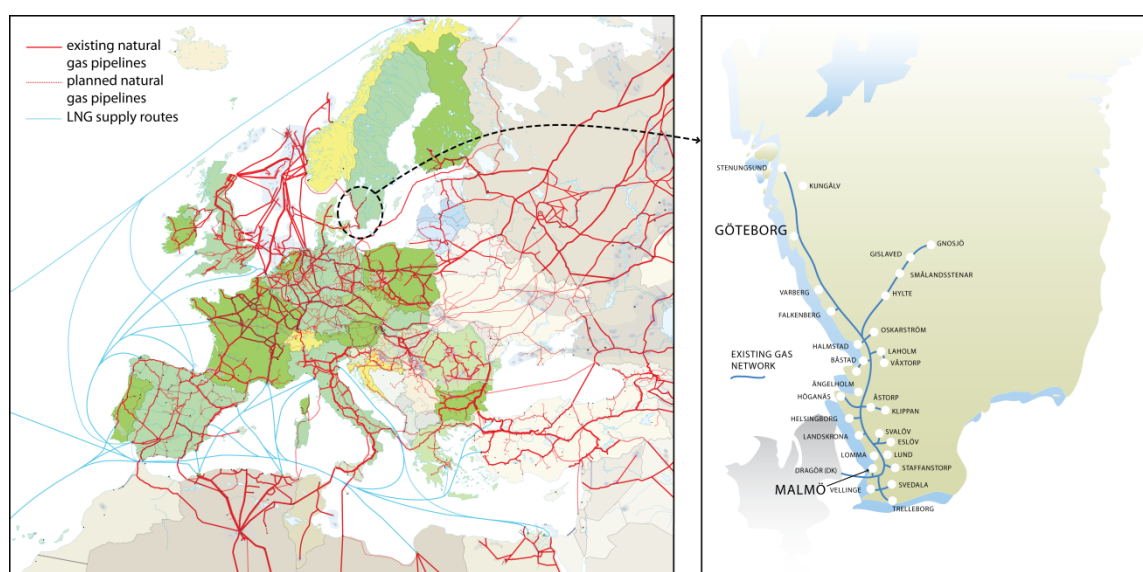 existing natural
gas pipelines
planned natural
gas pipelines
LNG supply routes
STENUNGSUND
KUNGÄLV
GÖTEBORG
GNOSJÖ
GISLAVED
SMÅLANDSSTENAR
VARBERG
HYLTE
FALKENBERG
OSKARSTRÖM
HALMSTAD
LAHOLM
EXISTING GAS
NETWORK
BÅSTAD
VÅXTORP
ÄNGELHOLM
HÖGANÄS
ÅSTORP
KLIPPAN
HELSINGBORG
SVALÖV
LANDSKRONA
ESLÖV
LOMMA
LUND
STAFFANSTORP
DRAGÖR (DK)
MALMÖ
SVEDALA
VELLINGE
TRELLEBORG